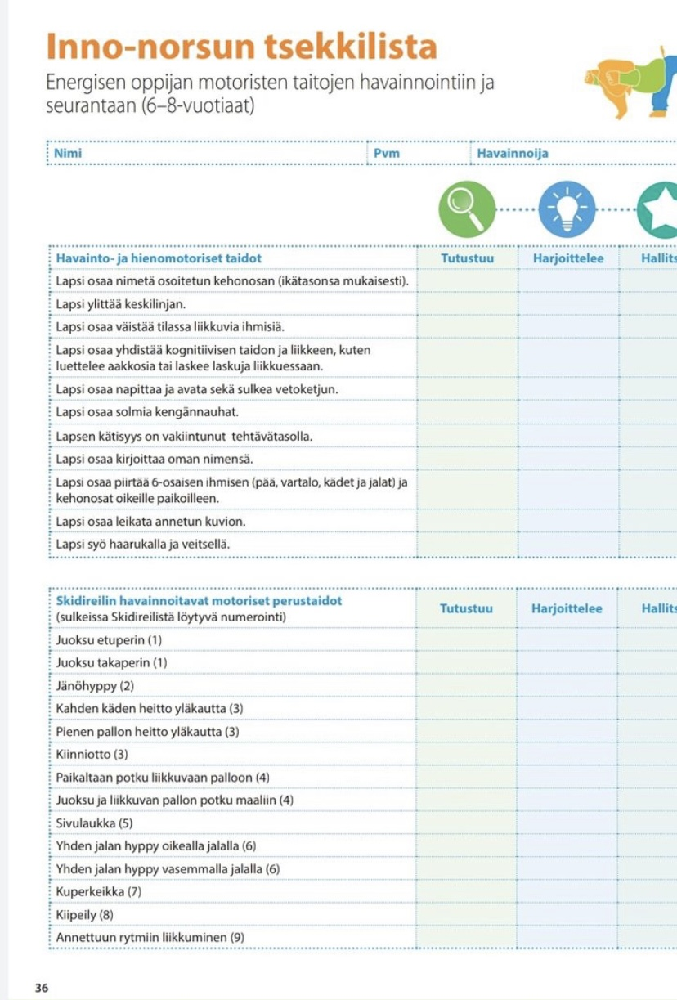 Inno-norsun tsekkilista
Energisen oppijan motoristen taitojen havainnointiin ja
seurantaan (6–8-vuotiaat)
Nimi Pvm Havainnoija
Havainto- ja hienomotoriset taidot Tutustuu Harjoittelee Hallits
Lapsi osaa nimetä osoitetun kehonosan (ikätasonsa mukaisesti).
Lapsi ylittää keskilinjan.
Lapsi osaa väistää tilassa liikkuvia ihmisiä.
Lapsi osaa yhdistää kognitiivisen taidon ja liikkeen, kuten
luettelee aakkosia tai laskee laskuja liikkuessaan.
Lapsi osaa napittaa ja avata sekä sulkea vetoketjun.
Lapsi osaa solmia kengännauhat.
Lapsen kätisyys on vakiintunut tehtävätasolla.
Lapsi osaa kirjoittaa oman nimensä.
Lapsi osaa piirtää 6-osaisen ihmisen (pää, vartalo, kädet ja jalat) ja
kehonosat oikeille paikoilleen.
Lapsi osaa leikata annetun kuvion.
Lapsi syö haarukalla ja veitsellä.
Skidireilin havainnoitavat motoriset perustaidot
(sulkeissa Skidireilistä löytyvä numerointi)
Tutustuu Harjoittelee Hallits
Juoksu etuperin (1)
Juoksu takaperin (1)
Jänöhyppy (2)
Kahden käden heitto yläkautta (3)
Pienen pallon heitto yläkautta (3)
Kiinniotto (3)
Paikaltaan potku liikkuvaan palloon (4)
Juoksu ja liikkuvan pallon potku maaliin (4)
Sivulaukka (5)
Yhden jalan hyppy oikealla jalalla (6)
Yhden jalan hyppy vasemmalla jalalla (6)
Kuperkeikka (7)
Kiipeily (8)
Annettuun rytmiin liikkuminen (9)
36